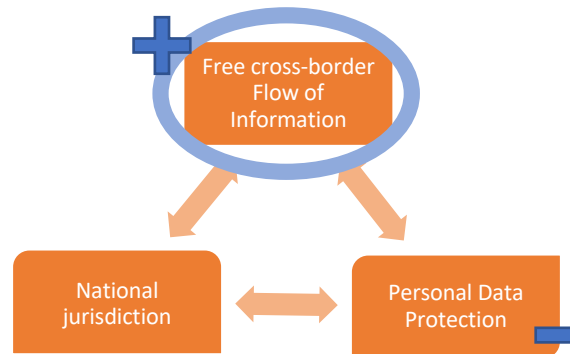 Free cross-border
Flow of
Information
National
jurisdiction
Personal Data
Protection